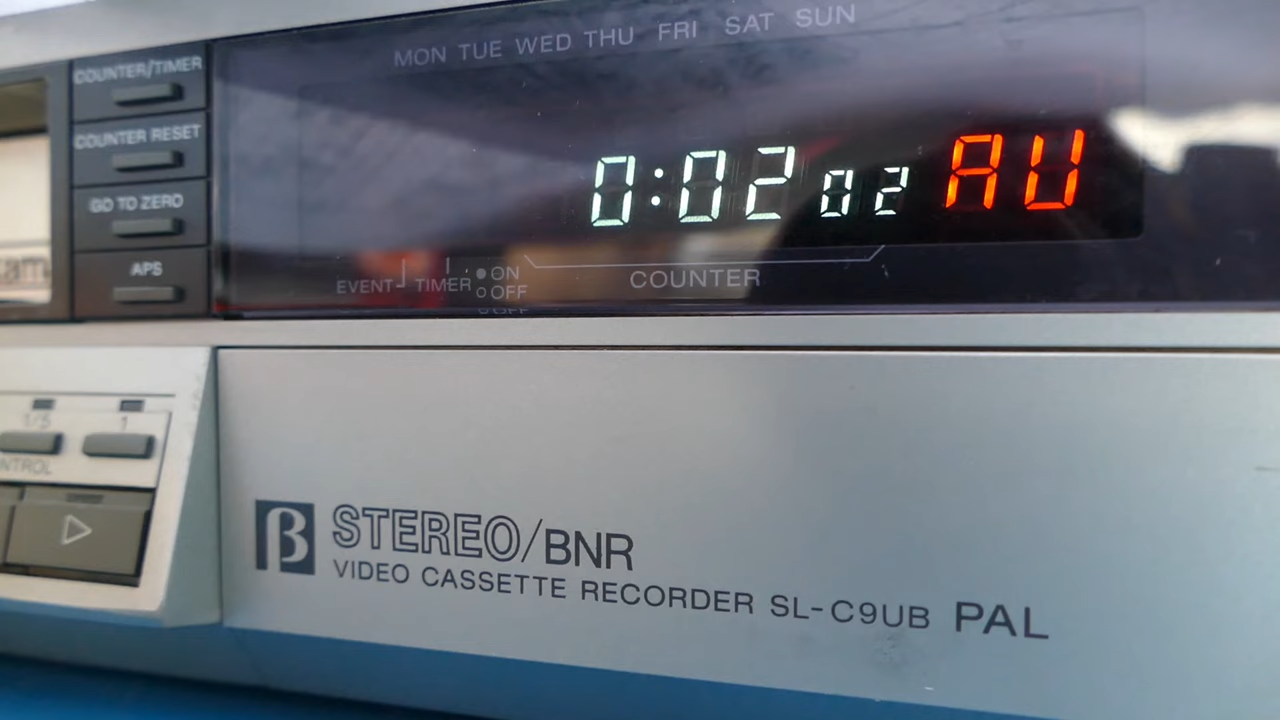 MON TUE WED THU FRI SAT SUN
COUNTER/TIMER
COUNTER RESET
GO TO ZERO
APS
0:02 02 AU
EVENT TIMER ON
OFF
COUNTER
1/5 1
β STEREO/BNR
VIDEO CASSETTE RECORDER SL-C9UB PAL